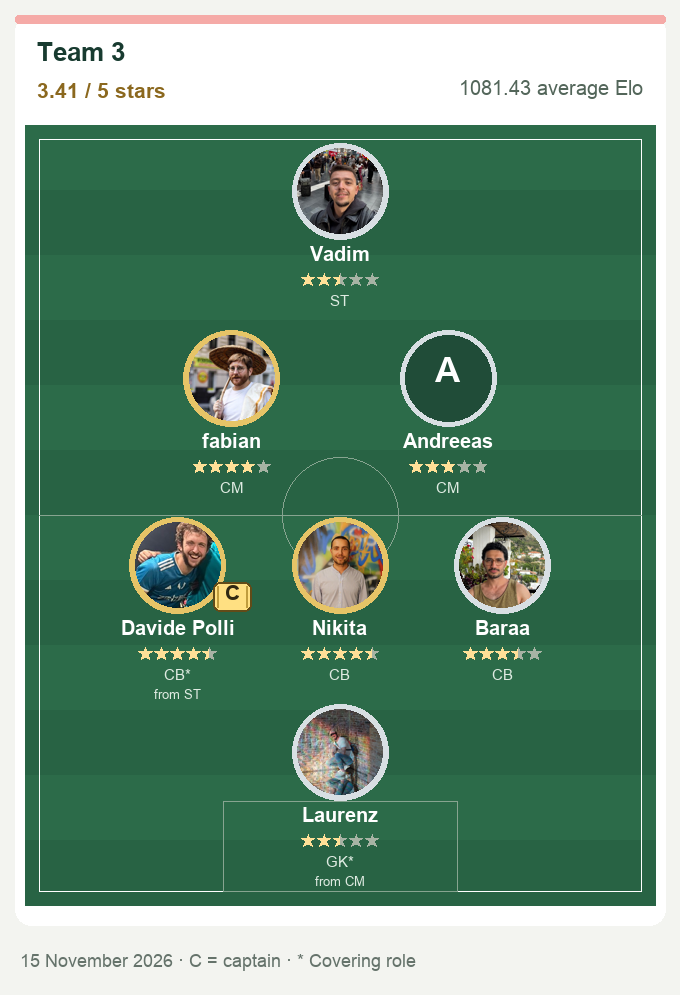 Team 3
3.41 / 5 stars
1081.43 average Elo
Vadim
ST
fabian
CM
A
Andreeas
CM
C
Davide Polli
CB*
from ST
Nikita
CB
Baraa
CB
Laurenz
GK*
from CM
15 November 2026 · C = captain · * Covering role